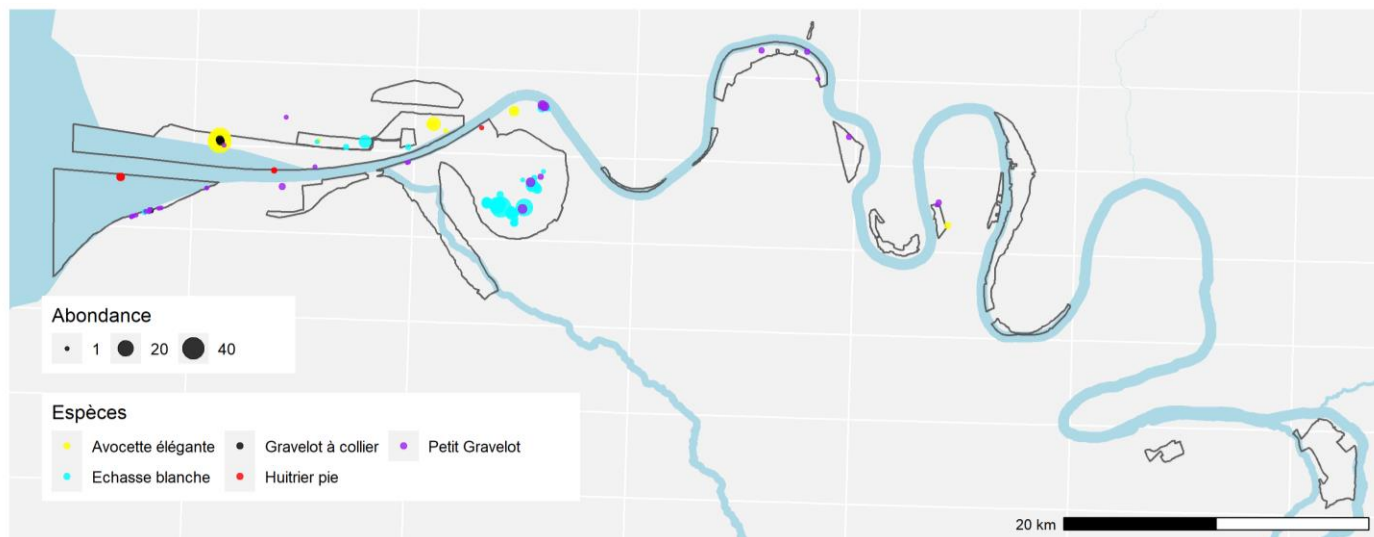 Abondance
1 20 40
Espèces
Avocette élégante Gravelot à collier Petit Gravelot
Echasse blanche Huitrier pie
20 km